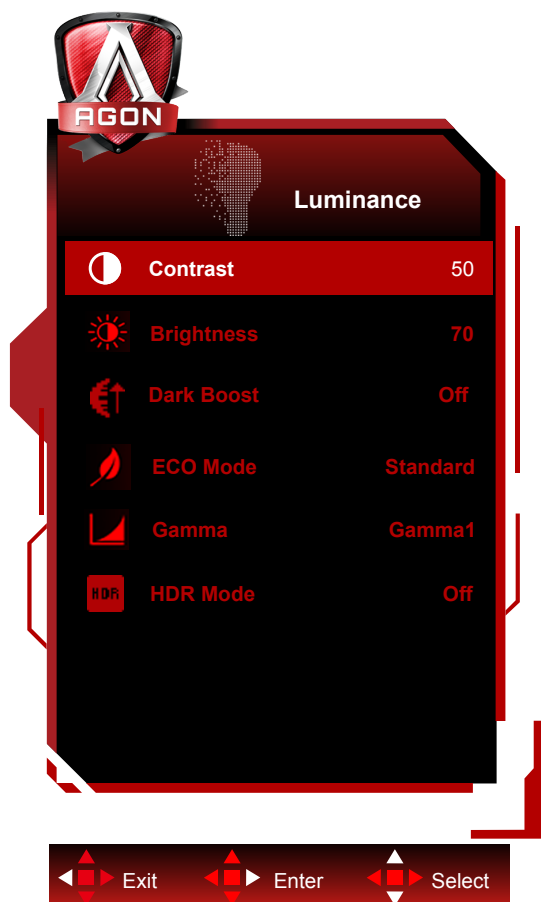 AGON
Luminance
Contrast 50
Brightness 70
Dark Boost Off
ECO Mode Standard
Gamma Gamma1
HDR HDR Mode Off
Exit Enter Select